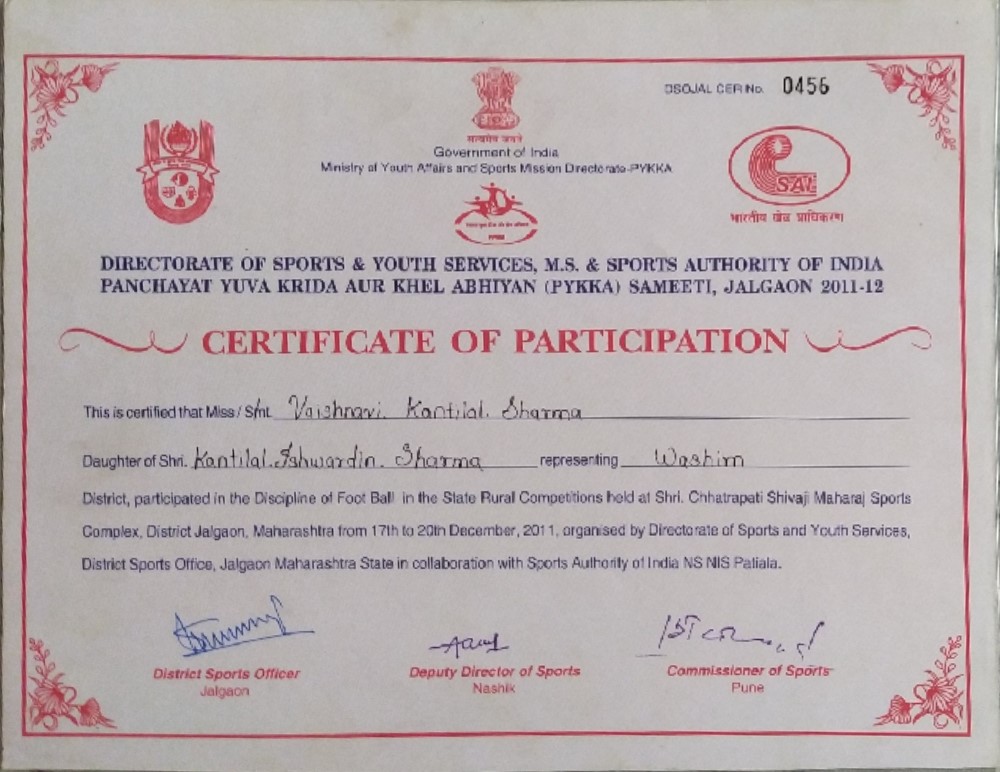 DSOJAL CER No. 0456
सत्यमेव जयते
Government of India
Ministry of Youth Affairs and Sports Mission Directorate-PYKKA
SAI
भारतीय खेल प्राधिकरण
DIRECTORATE OF SPORTS & YOUTH SERVICES, M.S. & SPORTS AUTHORITY OF INDIA
PANCHAYAT YUVA KRIDA AUR KHEL ABHIYAN (PYKKA) SAMEETI, JALGAON 2011-12
CERTIFICATE OF PARTICIPATION
This is certified that Miss / Smt. Vaishnavi. Kantilal. Sharma
Daughter of Shri. Kantilal. Ishwardin. Sharma representing Washim
District, participated in the Discipline of Foot Ball in the State Rural Competitions held at Shri. Chhatrapati Shivaji Maharaj Sports
Complex, District Jalgaon, Maharashtra from 17th to 20th December, 2011, organised by Directorate of Sports and Youth Services,
District Sports Office, Jalgaon Maharashtra State in collaboration with Sports Authority of India NS NIS Patiala.
District Sports Officer Deputy Director of Sports Commissioner of Sports
Jalgaon Nashik Pune